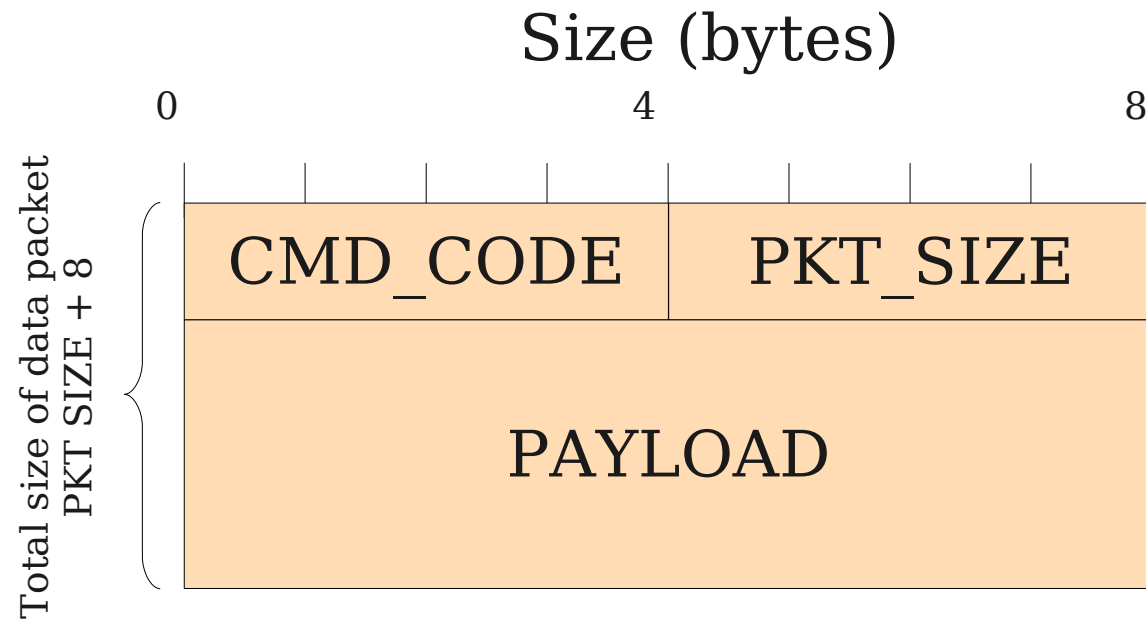 Size (bytes)
0 4 8
Total size of data packet
PKT SIZE + 8
CMD_CODE PKT_SIZE
PAYLOAD